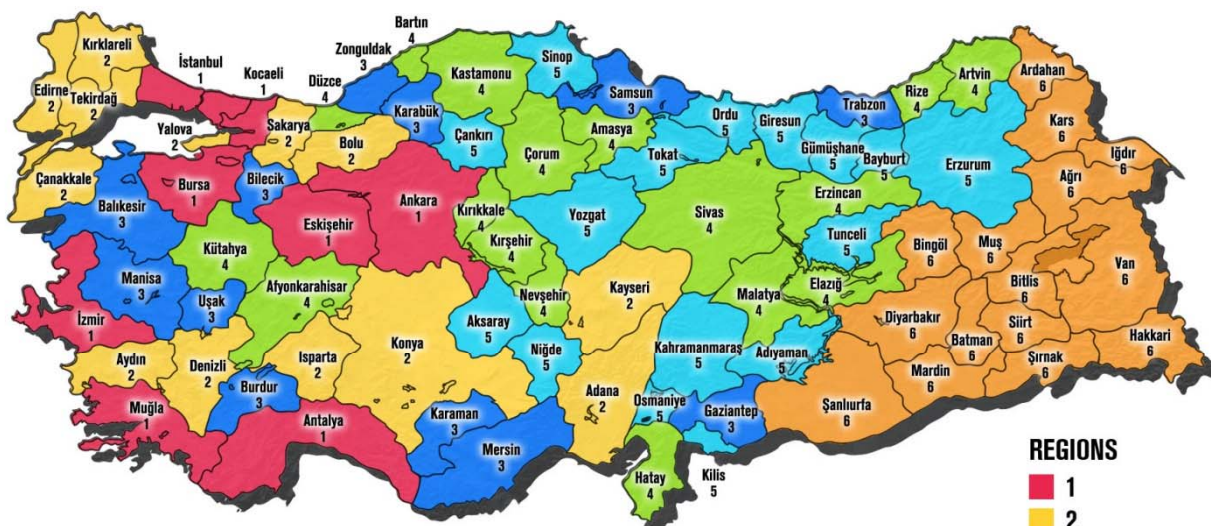 Bartın
4
Zonguldak
3
Kırklareli
2
İstanbul
1
Kocaeli
1
Düzce
4
Kastamonu
4
Sinop
5
Samsun
3
Artvin
4
Ardahan
6
Edirne
2
Tekirdağ
2
Yalova
2
Sakarya
2
Bolu
2
Karabük
3
Çankırı
5
Çorum
4
Amasya
4
Tokat
5
Ordu
5
Giresun
5
Trabzon
3
Rize
4
Kars
6
Gümüşhane
5
Bayburt
5
Erzurum
5
Iğdır
6
Ağrı
6
Çanakkale
2
Balıkesir
3
Bursa
1
Bilecik
3
Eskişehir
1
Ankara
1
Kırıkkale
4
Kırşehir
4
Yozgat
5
Sivas
4
Erzincan
4
Tunceli
5
Bingöl
6
Muş
6
Bitlis
6
Van
6
Kütahya
4
Manisa
3
Uşak
3
Afyonkarahisar
4
Nevşehir
4
Kayseri
2
Malatya
4
Elazığ
4
Diyarbakır
6
Batman
6
Siirt
6
Şırnak
6
Hakkari
6
İzmir
1
Aydın
2
Denizli
2
Isparta
2
Konya
2
Aksaray
5
Niğde
5
Kahramanmaraş
5
Adıyaman
5
Mardin
6
Şanlıurfa
6
Muğla
1
Burdur
3
Antalya
1
Karaman
3
Mersin
3
Adana
2
Osmaniye
5
Gaziantep
3
Hatay
4
Kilis
5
REGIONS
1
2